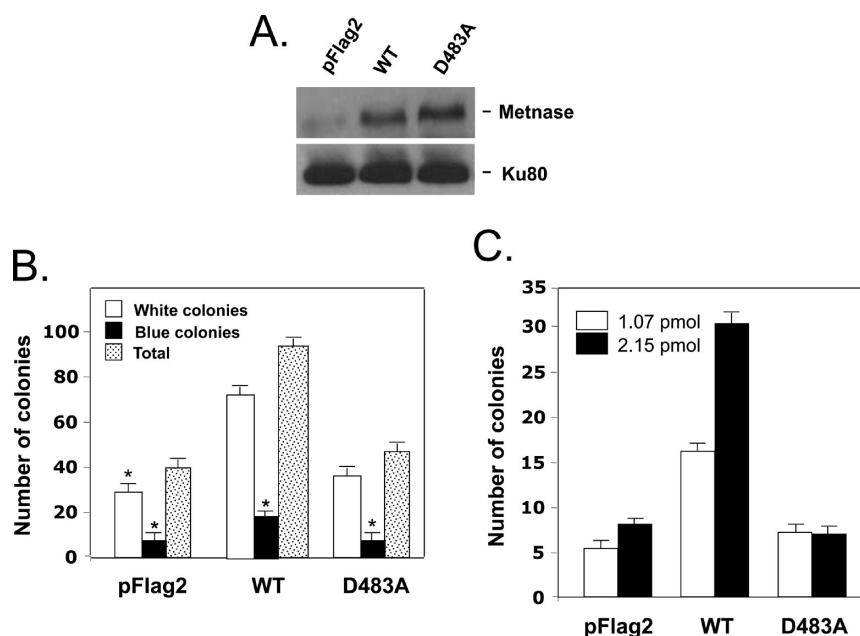 A.
pFlag2 WT D483A
– Metnase
– Ku80
B.
Number of colonies
100
80
60
40
20
0
White colonies
Blue colonies
Total
* * * *
pFlag2 WT D483A
C.
Number of colonies
35
30
25
20
15
10
5
0
1.07 pmol
2.15 pmol
pFlag2 WT D483A